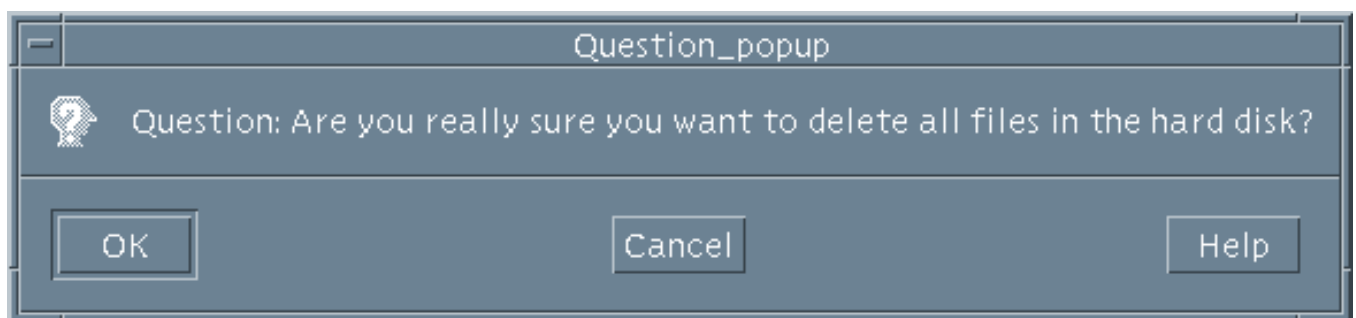 Question_popup
Question: Are you really sure you want to delete all files in the hard disk?
OK Cancel Help